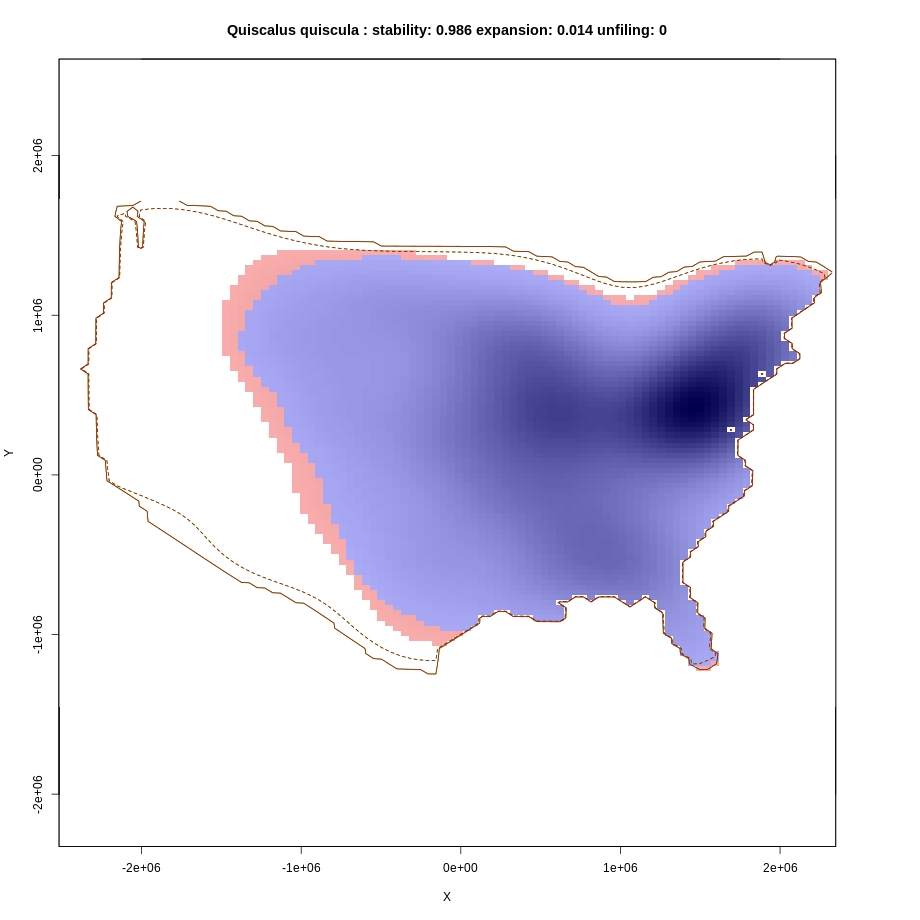 Quiscalus quiscula : stability: 0.986 expansion: 0.014 unfiling: 0
2e+06
1e+06
0e+00
-1e+06
-2e+06
Y
-2e+06 -1e+06 0e+00 1e+06 2e+06
X